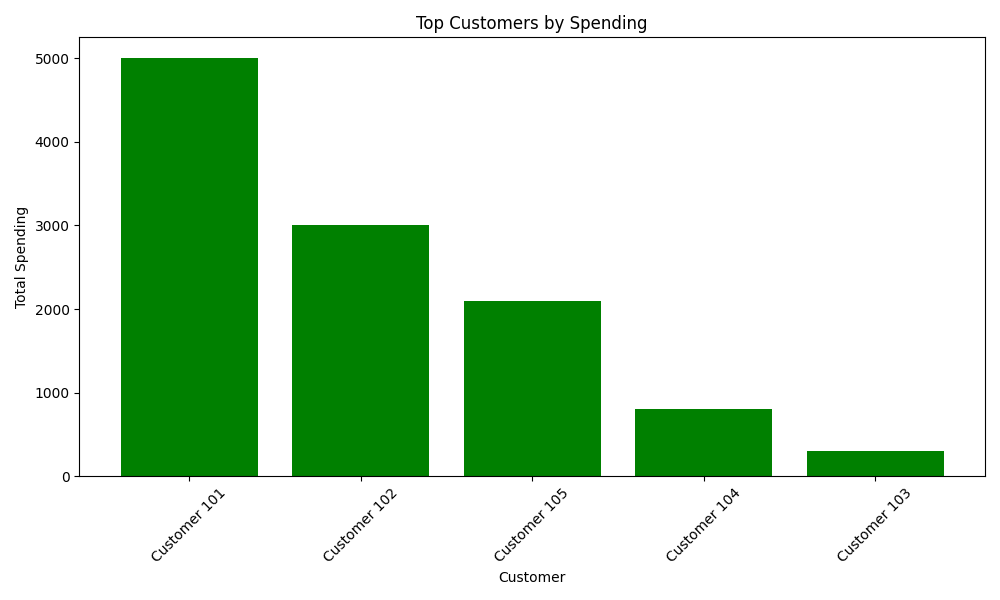 Top Customers by Spending
Total Spending
5000
4000
3000
2000
1000
0
Customer 101
Customer 102
Customer 105
Customer 104
Customer 103
Customer